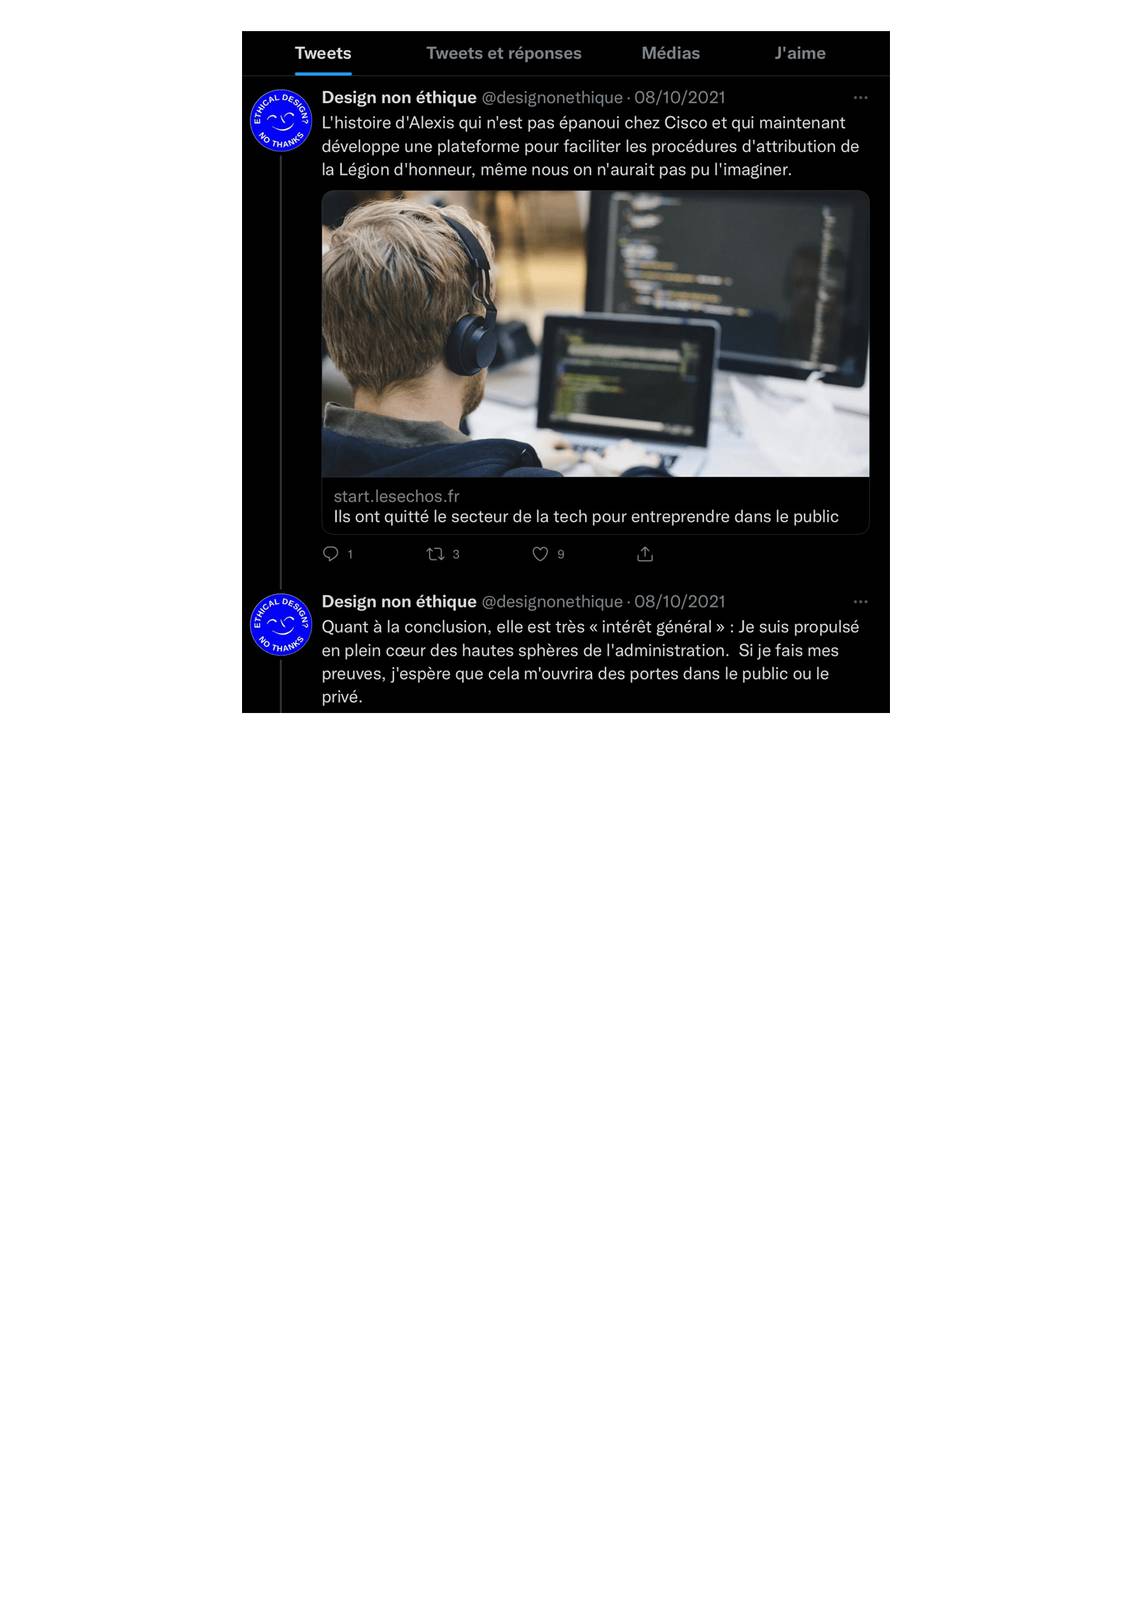 Tweets Tweets et réponses Médias J'aime
ETHICAL DESIGN?
NO THANKS
Design non éthique @designonethique · 08/10/2021
L'histoire d'Alexis qui n'est pas épanoui chez Cisco et qui maintenant
développe une plateforme pour faciliter les procédures d'attribution de
la Légion d'honneur, même nous on n'aurait pas pu l'imaginer.
start.lesechos.fr
Ils ont quitté le secteur de la tech pour entreprendre dans le public
1 3 9
ETHICAL DESIGN?
NO THANKS
Design non éthique @designonethique · 08/10/2021
Quant à la conclusion, elle est très « intérêt général » : Je suis propulsé
en plein cœur des hautes sphères de l'administration.  Si je fais mes
preuves, j'espère que cela m'ouvrira des portes dans le public ou le
privé.